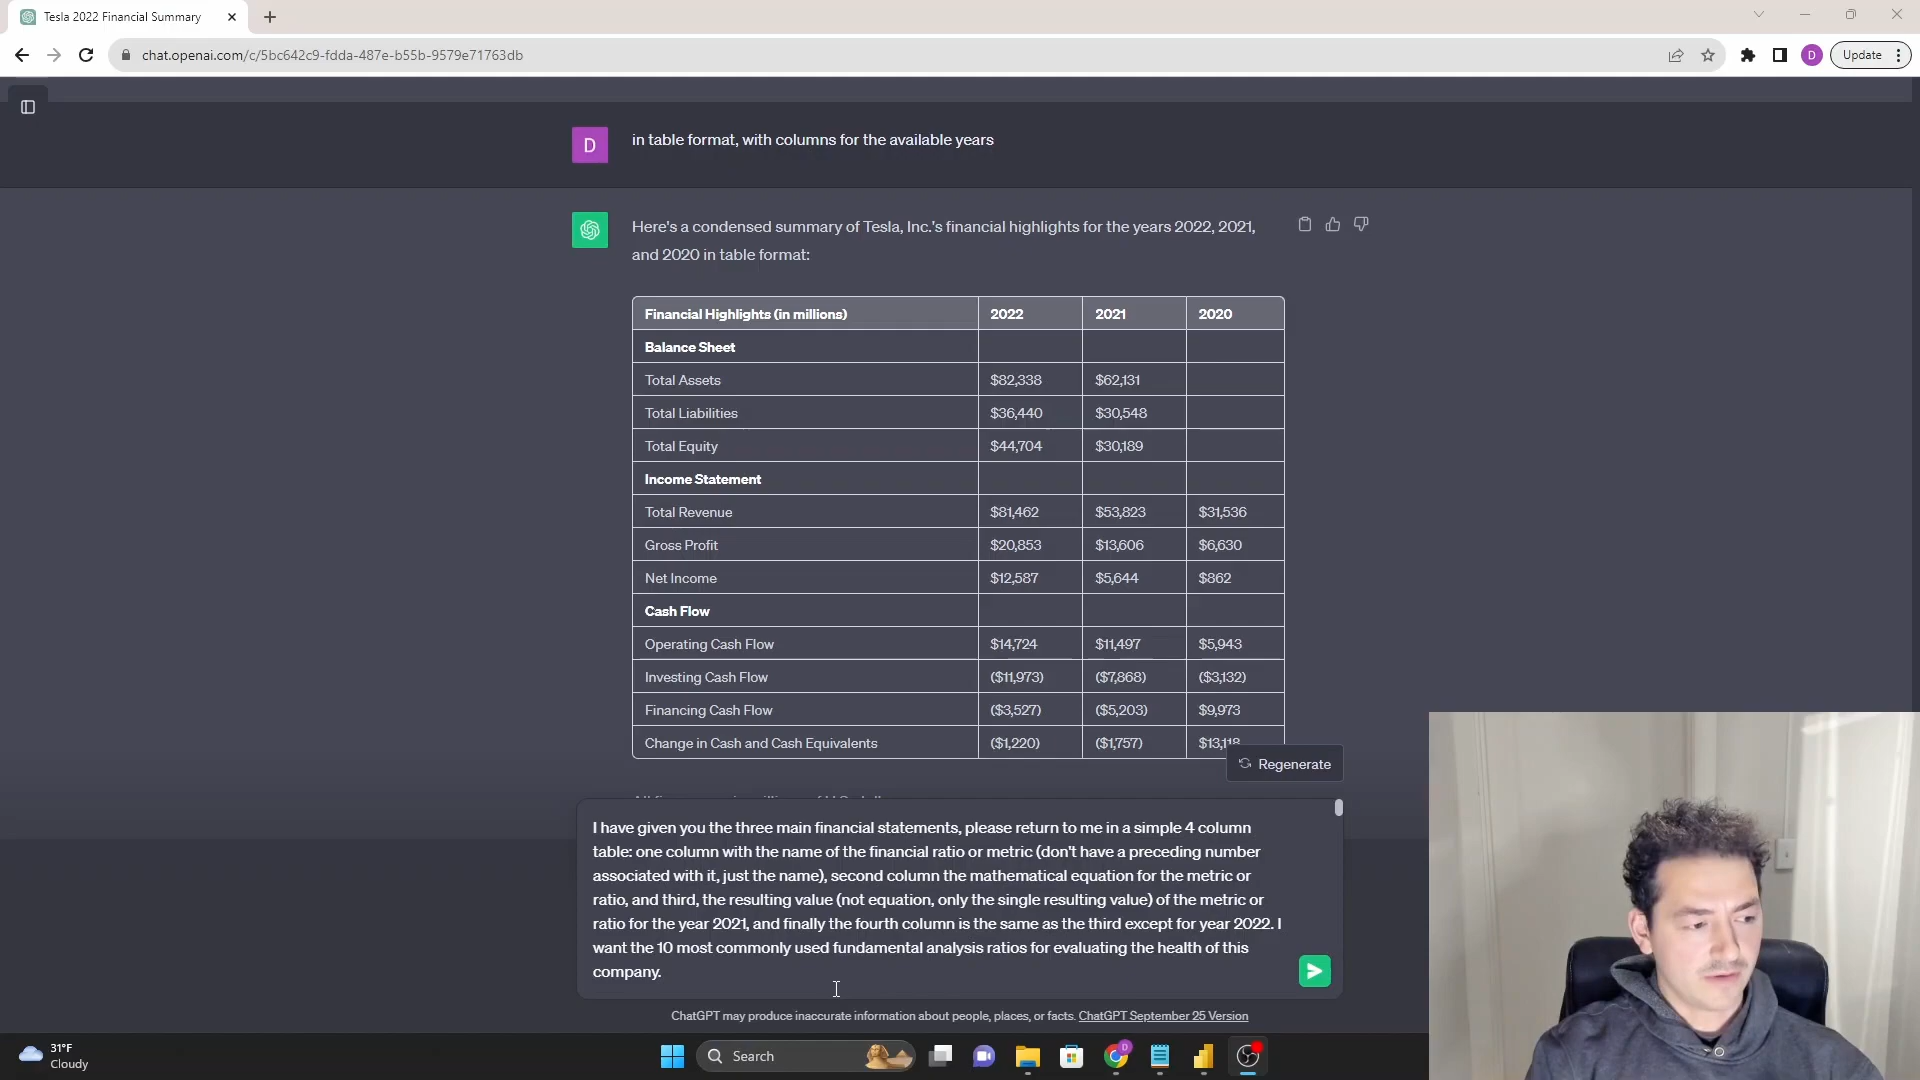 Tesla 2022 Financial Summary
chat.openai.com/c/5bc642c9-fdda-487e-b55b-9579e71763db
D
Update
D
in table format, with columns for the available years
Here's a condensed summary of Tesla, Inc.'s financial highlights for the years 2022, 2021,
and 2020 in table format:
Financial Highlights (in millions) 2022 2021 2020
Balance Sheet
Total Assets $82,338 $62,131
Total Liabilities $36,440 $30,548
Total Equity $44,704 $30,189
Income Statement
Total Revenue $81,462 $53,823 $31,536
Gross Profit $20,853 $13,606 $6,630
Net Income $12,587 $5,644 $862
Cash Flow
Operating Cash Flow $14,724 $11,497 $5,943
Investing Cash Flow ($11,973) ($7,868) ($3,132)
Financing Cash Flow ($3,527) ($5,203) $9,973
Change in Cash and Cash Equivalents ($1,220) ($1,757) $13,118
Regenerate
I have given you the three main financial statements, please return to me in a simple 4 column
table: one column with the name of the financial ratio or metric (don't have a preceding number
associated with it, just the name), second column the mathematical equation for the metric or
ratio, and third, the resulting value (not equation, only the single resulting value) of the metric or
ratio for the year 2021, and finally the fourth column is the same as the third except for year 2022. I
want the 10 most commonly used fundamental analysis ratios for evaluating the health of this
company.
ChatGPT may produce inaccurate information about people, places, or facts. ChatGPT September 25 Version
31°F
Cloudy
Search
D